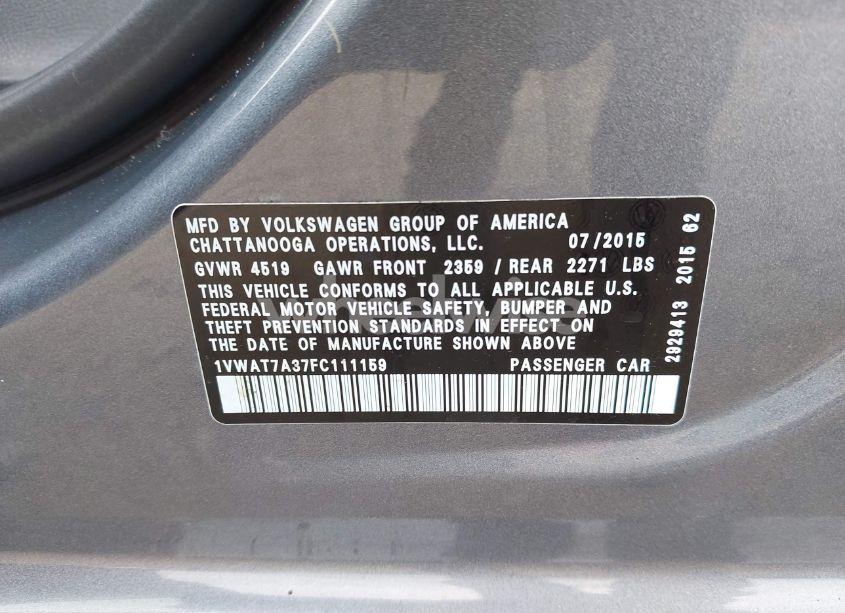 MFD BY VOLKSWAGEN GROUP OF AMERICA
CHATTANOOGA OPERATIONS, LLC. 07/2015
GVWR 4519 GAWR FRONT 2359 / REAR 2271 LBS
THIS VEHICLE CONFORMS TO ALL APPLICABLE U.S.
FEDERAL MOTOR VEHICLE SAFETY, BUMPER AND
THEFT PREVENTION STANDARDS IN EFFECT ON
THE DATE OF MANUFACTURE SHOWN ABOVE
1VWAT7A37FC111159 PASSENGER CAR
2929413 2015 62